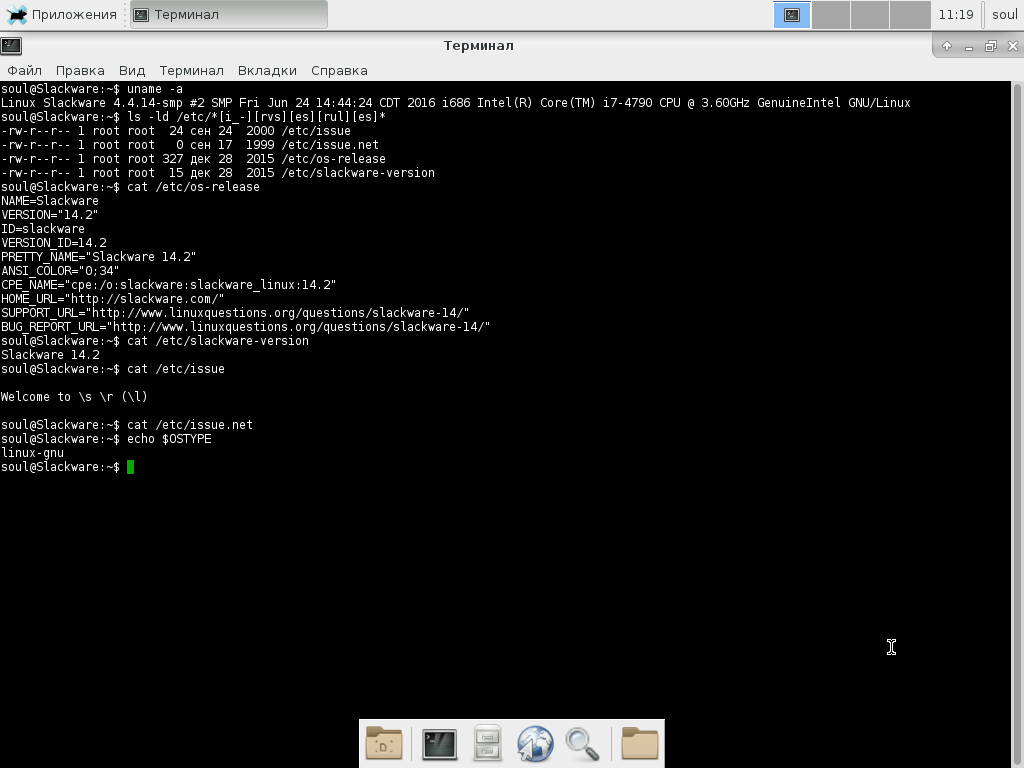 Приложения Терминал 11:19 soul
Терминал
Файл Правка Вид Терминал Вкладки Справка
soul@Slackware:~$ uname -a
Linux Slackware 4.4.14-smp #2 SMP Fri Jun 24 14:44:24 CDT 2016 i686 Intel(R) Core(TM) i7-4790 CPU @ 3.60GHz GenuineIntel GNU/Linux
soul@Slackware:~$ ls -ld /etc/*[i_-][rvs][es][rul][es]*
-rw-r--r-- 1 root root  24 сен 24  2000 /etc/issue
-rw-r--r-- 1 root root   0 сен 17  1999 /etc/issue.net
-rw-r--r-- 1 root root 327 дек 28  2015 /etc/os-release
-rw-r--r-- 1 root root  15 дек 28  2015 /etc/slackware-version
soul@Slackware:~$ cat /etc/os-release
NAME=Slackware
VERSION="14.2"
ID=slackware
VERSION_ID=14.2
PRETTY_NAME="Slackware 14.2"
ANSI_COLOR="0;34"
CPE_NAME="cpe:/o:slackware:slackware_linux:14.2"
HOME_URL="http://slackware.com/"
SUPPORT_URL="http://www.linuxquestions.org/questions/slackware-14/"
BUG_REPORT_URL="http://www.linuxquestions.org/questions/slackware-14/"
soul@Slackware:~$ cat /etc/slackware-version
Slackware 14.2
soul@Slackware:~$ cat /etc/issue
Welcome to \s \r (\l)
soul@Slackware:~$ cat /etc/issue.net
soul@Slackware:~$ echo $OSTYPE
linux-gnu
soul@Slackware:~$
D